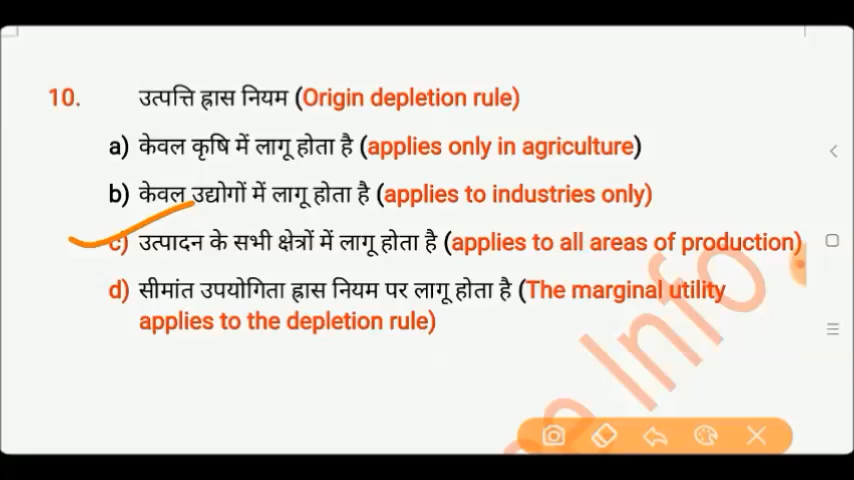 10. उत्पत्ति ह्रास नियम (Origin depletion rule)
a) केवल कृषि में लागू होता है (applies only in agriculture)
b) केवल उद्योगों में लागू होता है (applies to industries only)
c) उत्पादन के सभी क्षेत्रों में लागू होता है (applies to all areas of production)
d) सीमांत उपयोगिता ह्रास नियम पर लागू होता है (The marginal utility
applies to the depletion rule)
Info